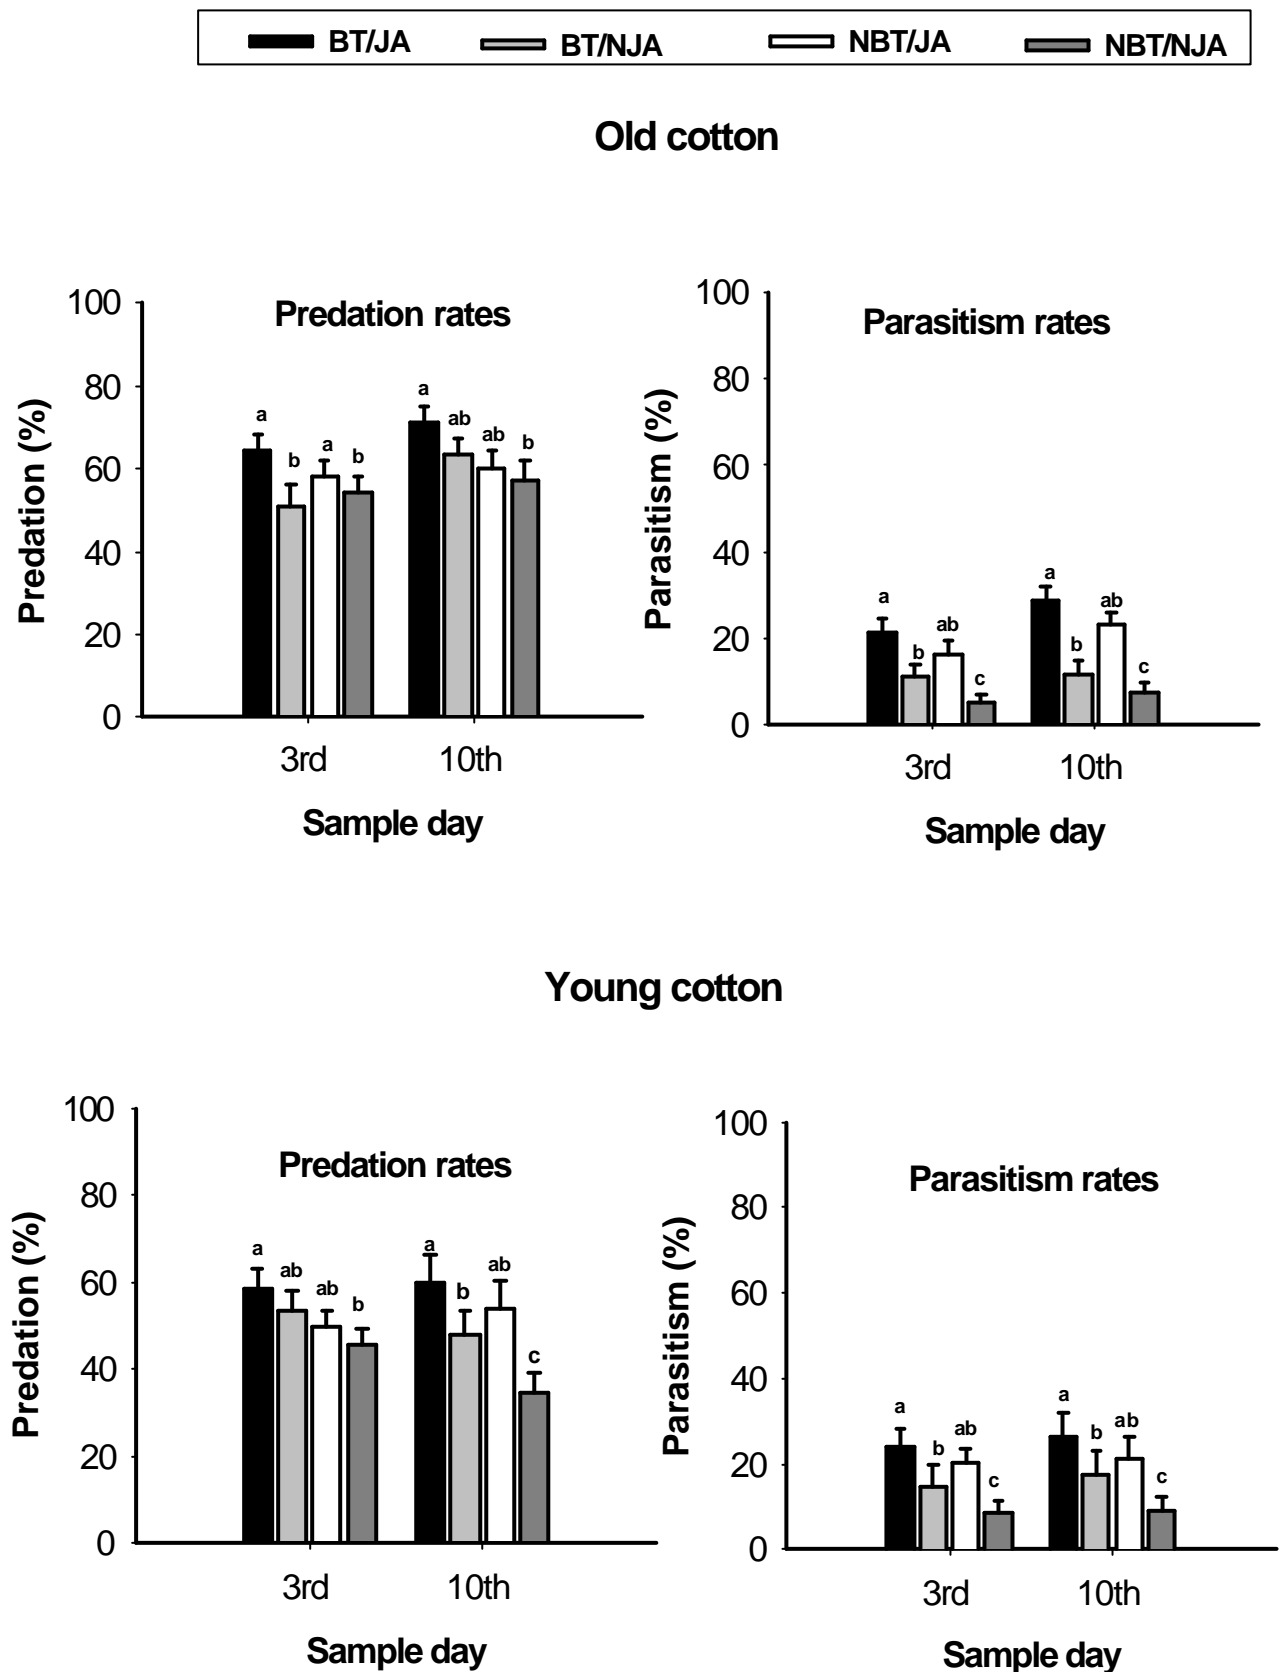 BT/JA BT/NJA NBT/JA NBT/NJA
Old cotton
Predation rates
Predation (%)
100
80
60
40
20
0
a b a b a ab ab b
3rd 10th
Sample day
Parasitism rates
Parasitism (%)
100
80
60
40
20
0
a b ab c a b ab c
3rd 10th
Sample day
Young cotton
Predation rates
Predation (%)
100
80
60
40
20
0
a ab ab b a b ab c
3rd 10th
Sample day
Parasitism rates
Parasitism (%)
100
80
60
40
20
0
a b ab c a b ab c
3rd 10th
Sample day